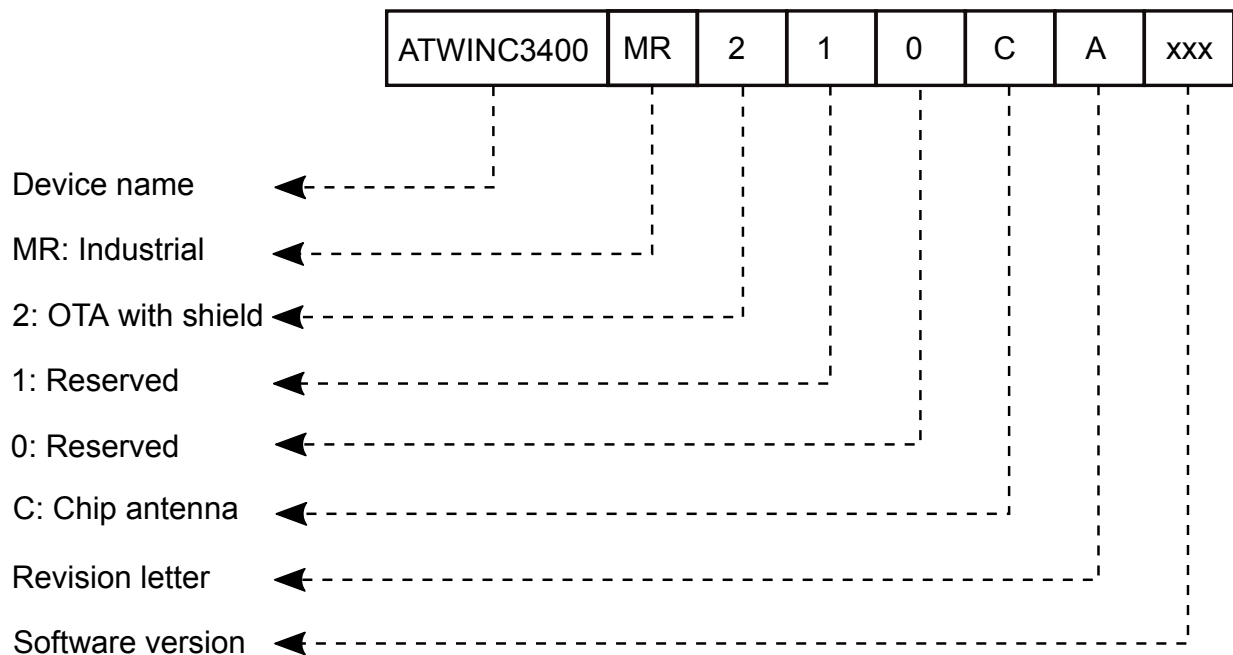 ATWINC3400 MR 2 1 0 C A xxx
Device name
MR: Industrial
2: OTA with shield
1: Reserved
0: Reserved
C: Chip antenna
Revision letter
Software version